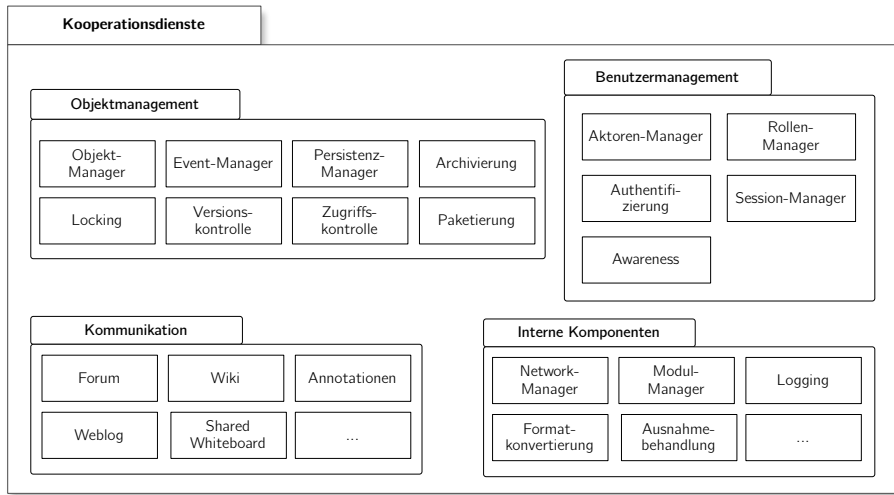 Kooperationsdienste
Objektmanagement
Objekt-
Manager
Event-Manager
Persistenz-
Manager
Archivierung
Locking
Versions-
kontrolle
Zugriffs-
kontrolle
Paketierung
Benutzermanagement
Aktoren-Manager
Rollen-
Manager
Authentifi-
zierung
Session-Manager
Awareness
Kommunikation
Forum
Wiki
Annotationen
Weblog
Shared
Whiteboard
...
Interne Komponenten
Network-
Manager
Modul-
Manager
Logging
Format-
konvertierung
Ausnahme-
behandlung
...